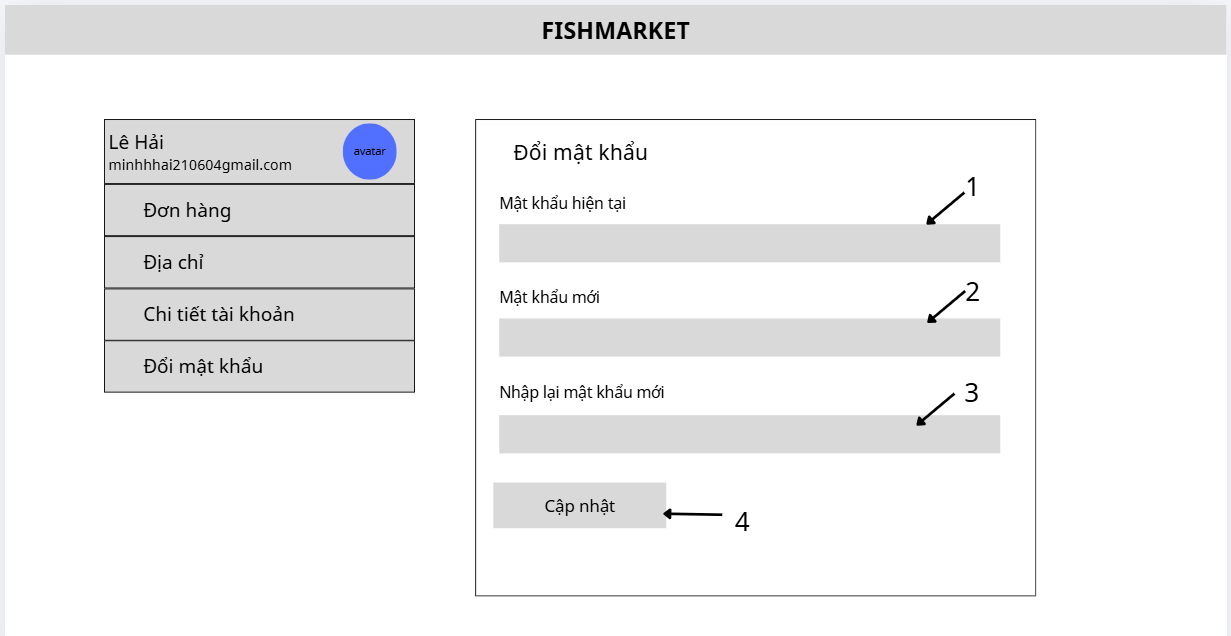 FISHMARKET
Lê Hải
minhhhai210604gmail.com
avatar
Đơn hàng
Địa chỉ
Chi tiết tài khoản
Đổi mật khẩu
Đổi mật khẩu
Mật khẩu hiện tại
1
Mật khẩu mới
2
Nhập lại mật khẩu mới
3
Cập nhật
4